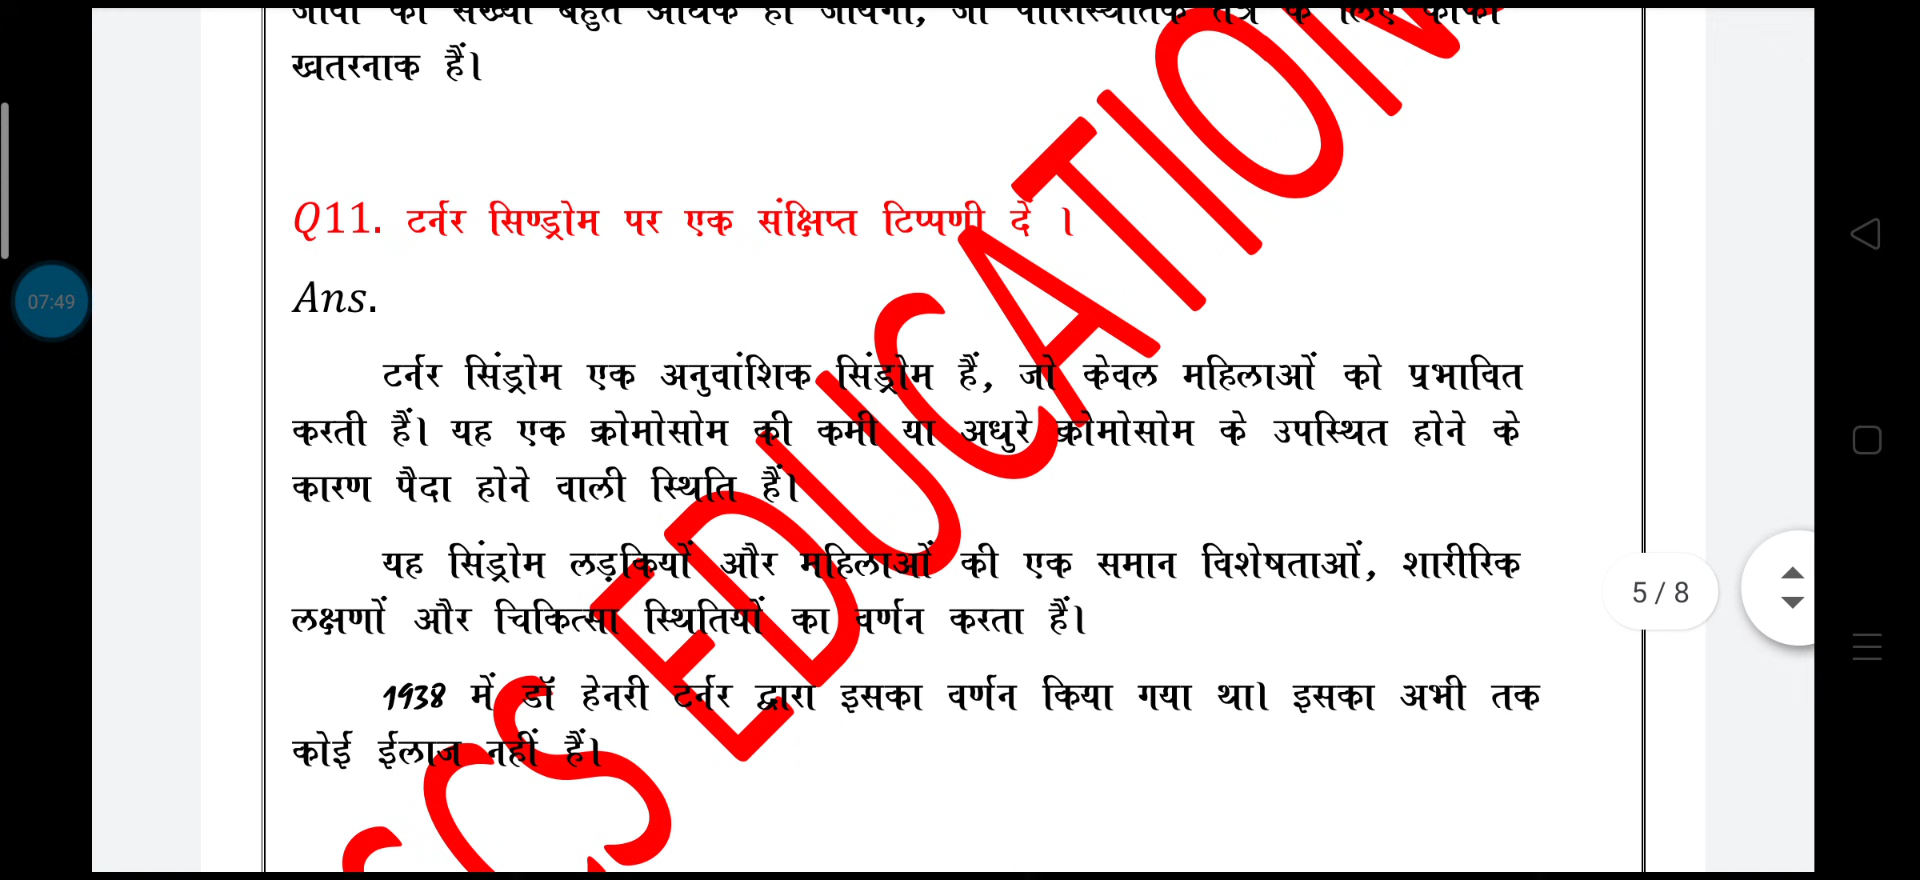 जीवों की संख्या बहुत अधिक हो जायेगी, जो पारिस्थितिक तंत्र के लिए काफी
खतरनाक हैं।
Q11. टर्नर सिण्ड्रोम पर एक संक्षिप्त टिप्पणी दें ।
Ans.
टर्नर सिंड्रोम एक अनुवांशिक सिंड्रोम हैं, जो केवल महिलाओं को प्रभावित
करती हैं। यह एक क्रोमोसोम की कमी या अधुरे क्रोमोसोम के उपस्थित होने के
कारण पैदा होने वाली स्थिति हैं।
यह सिंड्रोम लड़कियों और महिलाओं की एक समान विशेषताओं, शारीरिक
लक्षणों और चिकित्सा स्थितियों का वर्णन करता हैं।
1938 में डॉ हेनरी टर्नर द्वारा इसका वर्णन किया गया था। इसका अभी तक
कोई ईलाज नहीं हैं।
CS EDUCATION
07:49
5 / 8